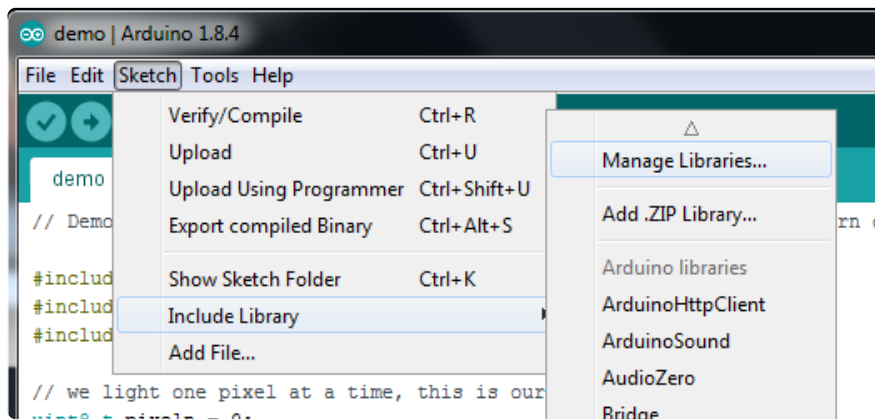 demo | Arduino 1.8.4
File Edit Sketch Tools Help
Verify/Compile Ctrl+R
Upload Ctrl+U
Upload Using Programmer Ctrl+Shift+U
Export compiled Binary Ctrl+Alt+S
Show Sketch Folder Ctrl+K
Include Library
Add File...
Manage Libraries...
Add .ZIP Library...
Arduino libraries
ArduinoHttpClient
ArduinoSound
AudioZero
Bridge
demo
// Demo
#includ
#includ
#includ
// we light one pixel at a time, this is our
uint8_t pixeln = 0;